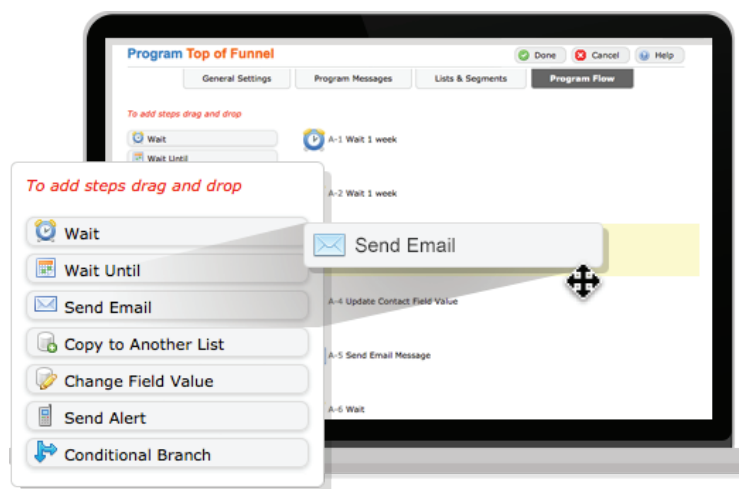 Program Top of Funnel
Done
Cancel
Help
General Settings
Program Messages
Lists & Segments
Program Flow
To add steps drag and drop
Wait
Wait Until
A-1 Wait 1 week
A-2 Wait 1 week
A-4 Update Contact Field Value
A-5 Send Email Message
A-6 Wait
To add steps drag and drop
Wait
Wait Until
Send Email
Copy to Another List
Change Field Value
Send Alert
Conditional Branch
Send Email